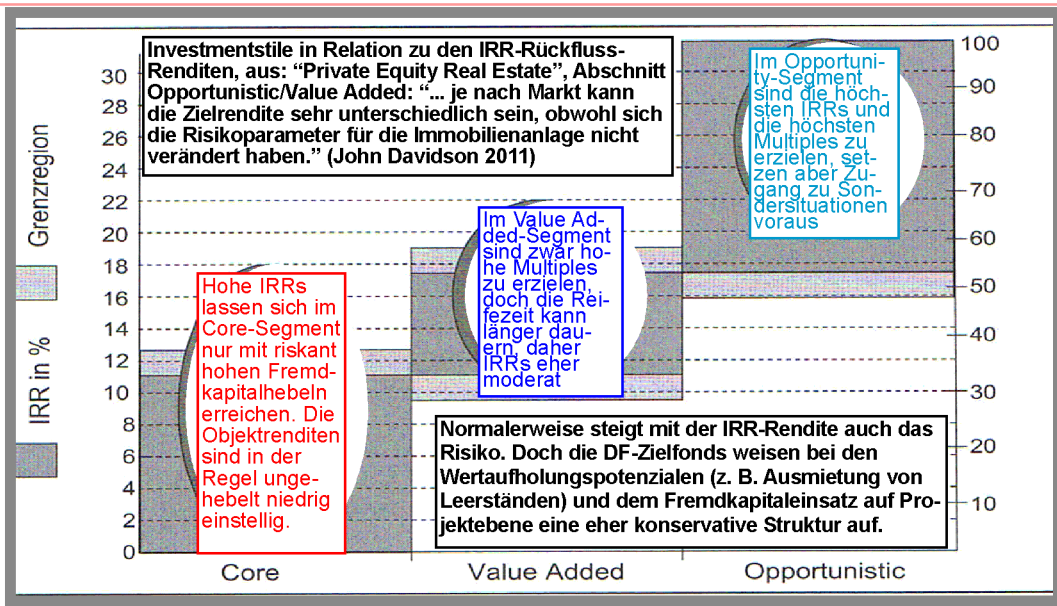 Investmentstile in Relation zu den IRR-Rückfluss-
Renditen, aus: “Private Equity Real Estate”, Abschnitt
Opportunistic/Value Added: “... je nach Markt kann
die Zielrendite sehr unterschiedlich sein, obwohl sich
die Risikoparameter für die Immobilienanlage nicht
verändert haben.” (John Davidson 2011)
Im Opportuni-
ty-Segment
sind die höch-
sten IRRs und
die höchsten
Multiples zu
erzielen, set-
zen aber Zu-
gang zu Son-
dersituationen
voraus
Im Value Ad-
ded-Segment
sind zwar ho-
he Multiples
zu erzielen,
doch die Rei-
fezeit kann
länger dau-
ern, daher
IRRs eher
moderat
Hohe IRRs
lassen sich im
Core-Segment
nur mit riskant
hohen Fremd-
kapitalhebeln
erreichen. Die
Objektrenditen
sind in der
Regel unge-
hebelt niedrig
einstellig.
Normalerweise steigt mit der IRR-Rendite auch das
Risiko. Doch die DF-Zielfonds weisen bei den
Wertaufholungspotenzialen (z. B. Ausmietung von
Leerständen) und dem Fremdkapitaleinsatz auf Pro-
jektebene eine eher konservative Struktur auf.
Grenzregion
IRR in %
30
28
26
24
22
20
18
16
14
12
10
8
6
4
2
0
100
90
80
70
60
50
40
30
20
10
Core
Value Added
Opportunistic